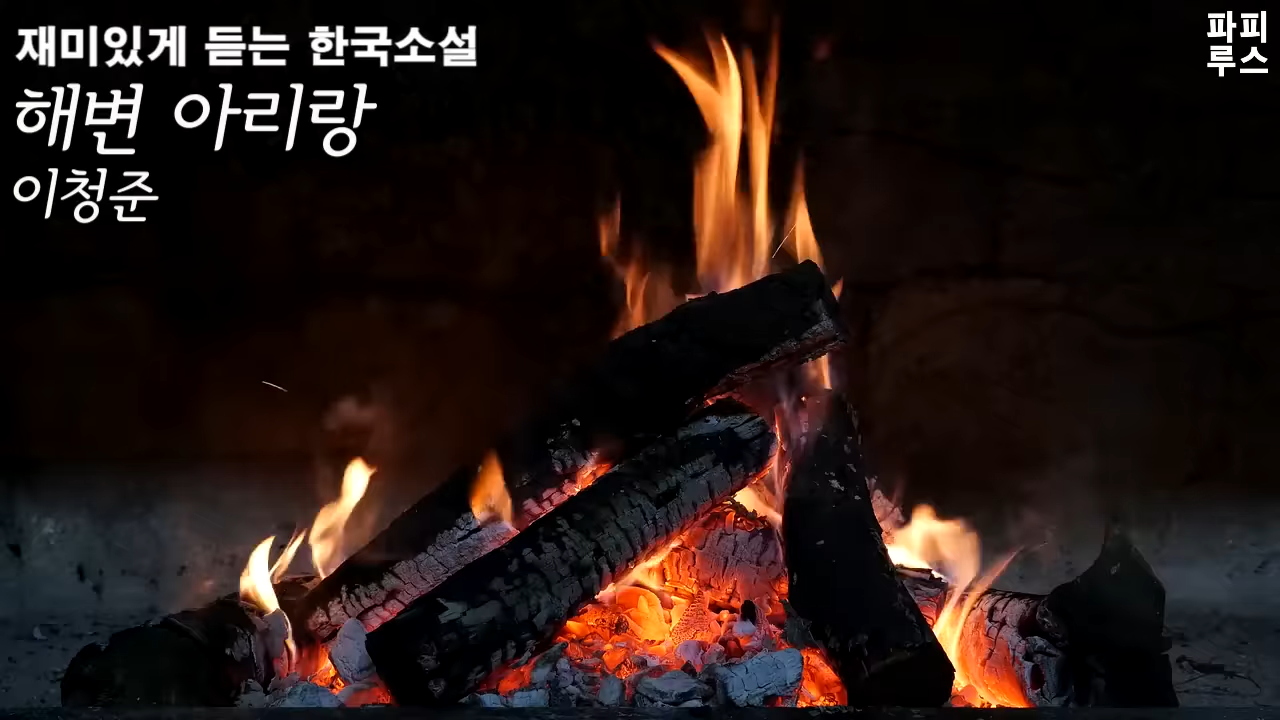 재미있게 듣는 한국소설
해변 아리랑
이청준
파피
루스